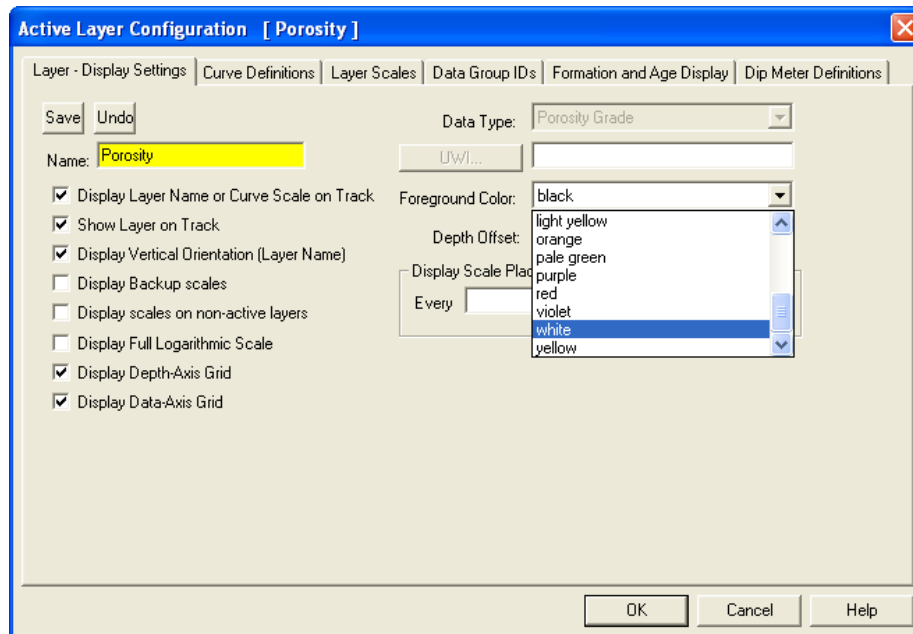 Active Layer Configuration [ Porosity ]
Layer - Display Settings Curve Definitions Layer Scales Data Group IDs Formation and Age Display Dip Meter Definitions
Save Undo
Name: Porosity
Display Layer Name or Curve Scale on Track
Show Layer on Track
Display Vertical Orientation (Layer Name)
Display Backup scales
Display scales on non-active layers
Display Full Logarithmic Scale
Display Depth-Axis Grid
Display Data-Axis Grid
Data Type: Porosity Grade
UWI...
Foreground Color: black
light yellow
orange
pale green
purple
red
violet
white
yellow
Depth Offset:
Display Scale
Every
OK Cancel Help